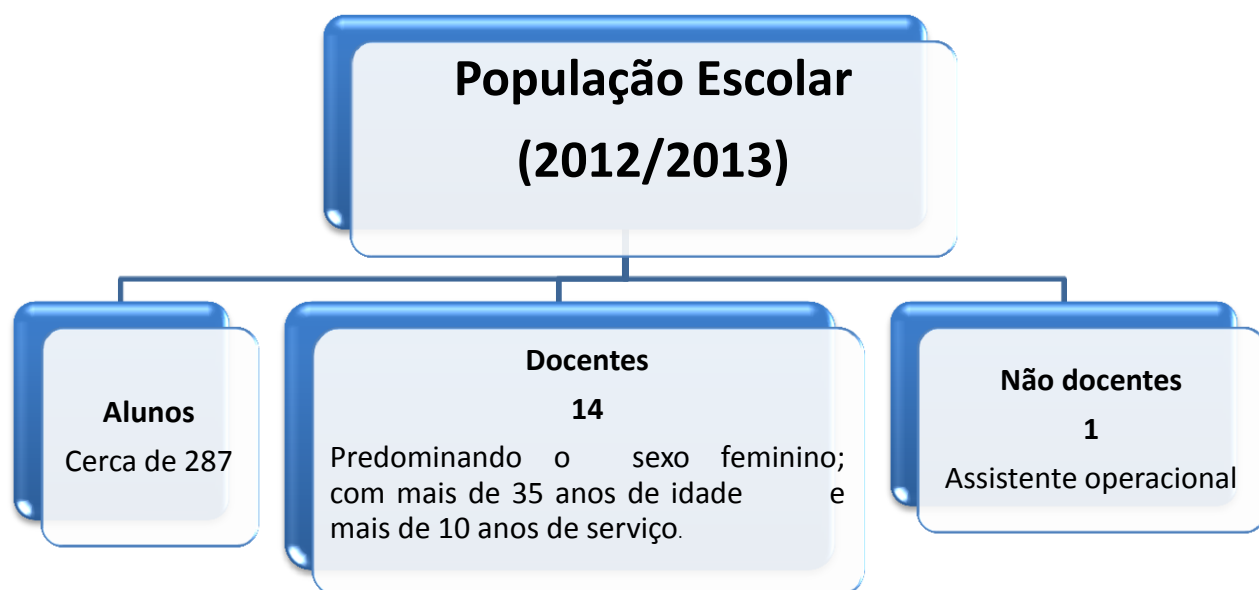 População Escolar
(2012/2013)
Alunos
Cerca de 287
Docentes
14
Predominando o sexo feminino;
com mais de 35 anos de idade e
mais de 10 anos de serviço.
Não docentes
1
Assistente operacional